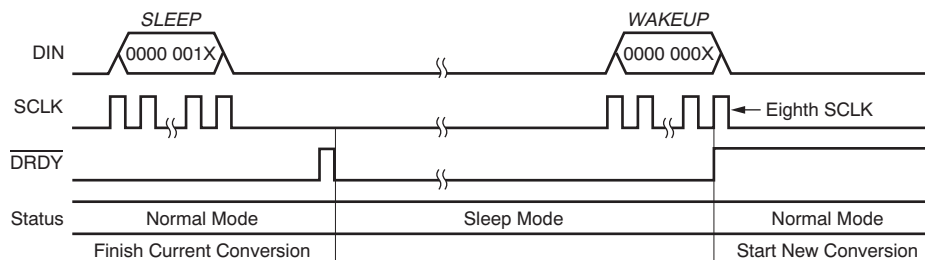 SLEEP WAKEUP
DIN 0000 001X 0000 000X
SCLK Eighth SCLK
DRDY
Status Normal Mode Sleep Mode Normal Mode
Finish Current Conversion Start New Conversion